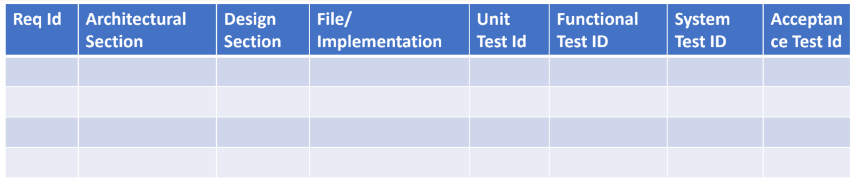 Req Id
Architectural
Section
Design
Section
File/
Implementation
Unit
Test Id
Functional
Test ID
System
Test ID
Acceptan
ce Test Id